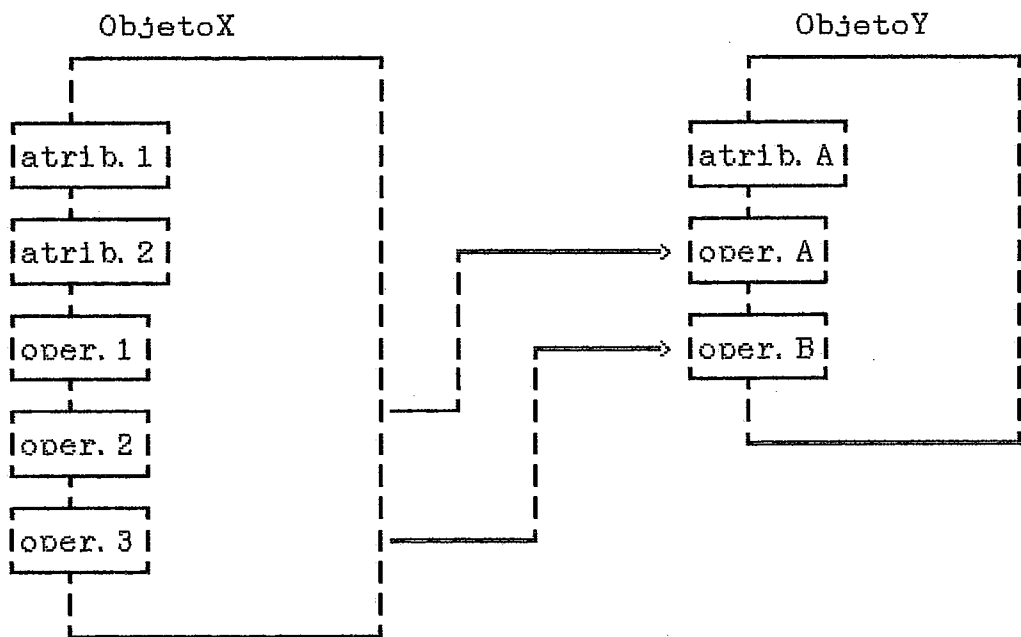 ObjetoX
atrib. 1
atrib. 2
oper. 1
oper. 2
oper. 3
ObjetoY
atrib. A
oper. A
oper. B